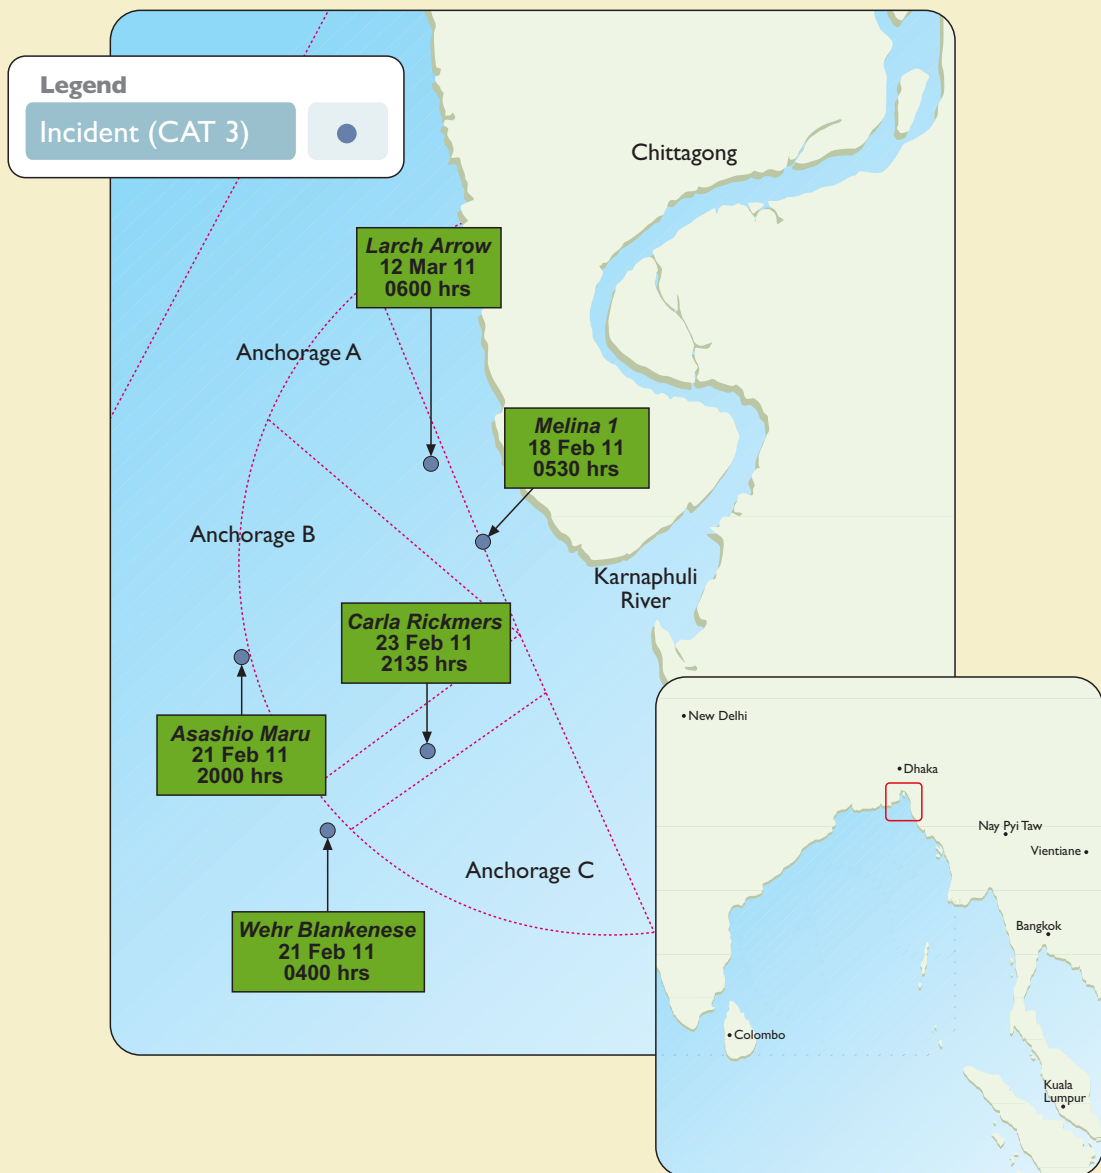 Legend
Incident (CAT 3)
Chittagong
Larch Arrow
12 Mar 11
0600 hrs
Anchorage A
Melina 1
18 Feb 11
0530 hrs
Anchorage B
Karnaphuli
River
Carla Rickmers
23 Feb 11
2135 hrs
Asashio Maru
21 Feb 11
2000 hrs
Anchorage C
Wehr Blankenese
21 Feb 11
0400 hrs
New Delhi
Dhaka
Nay Pyi Taw
Vientiane
Bangkok
Colombo
Kuala
Lumpur